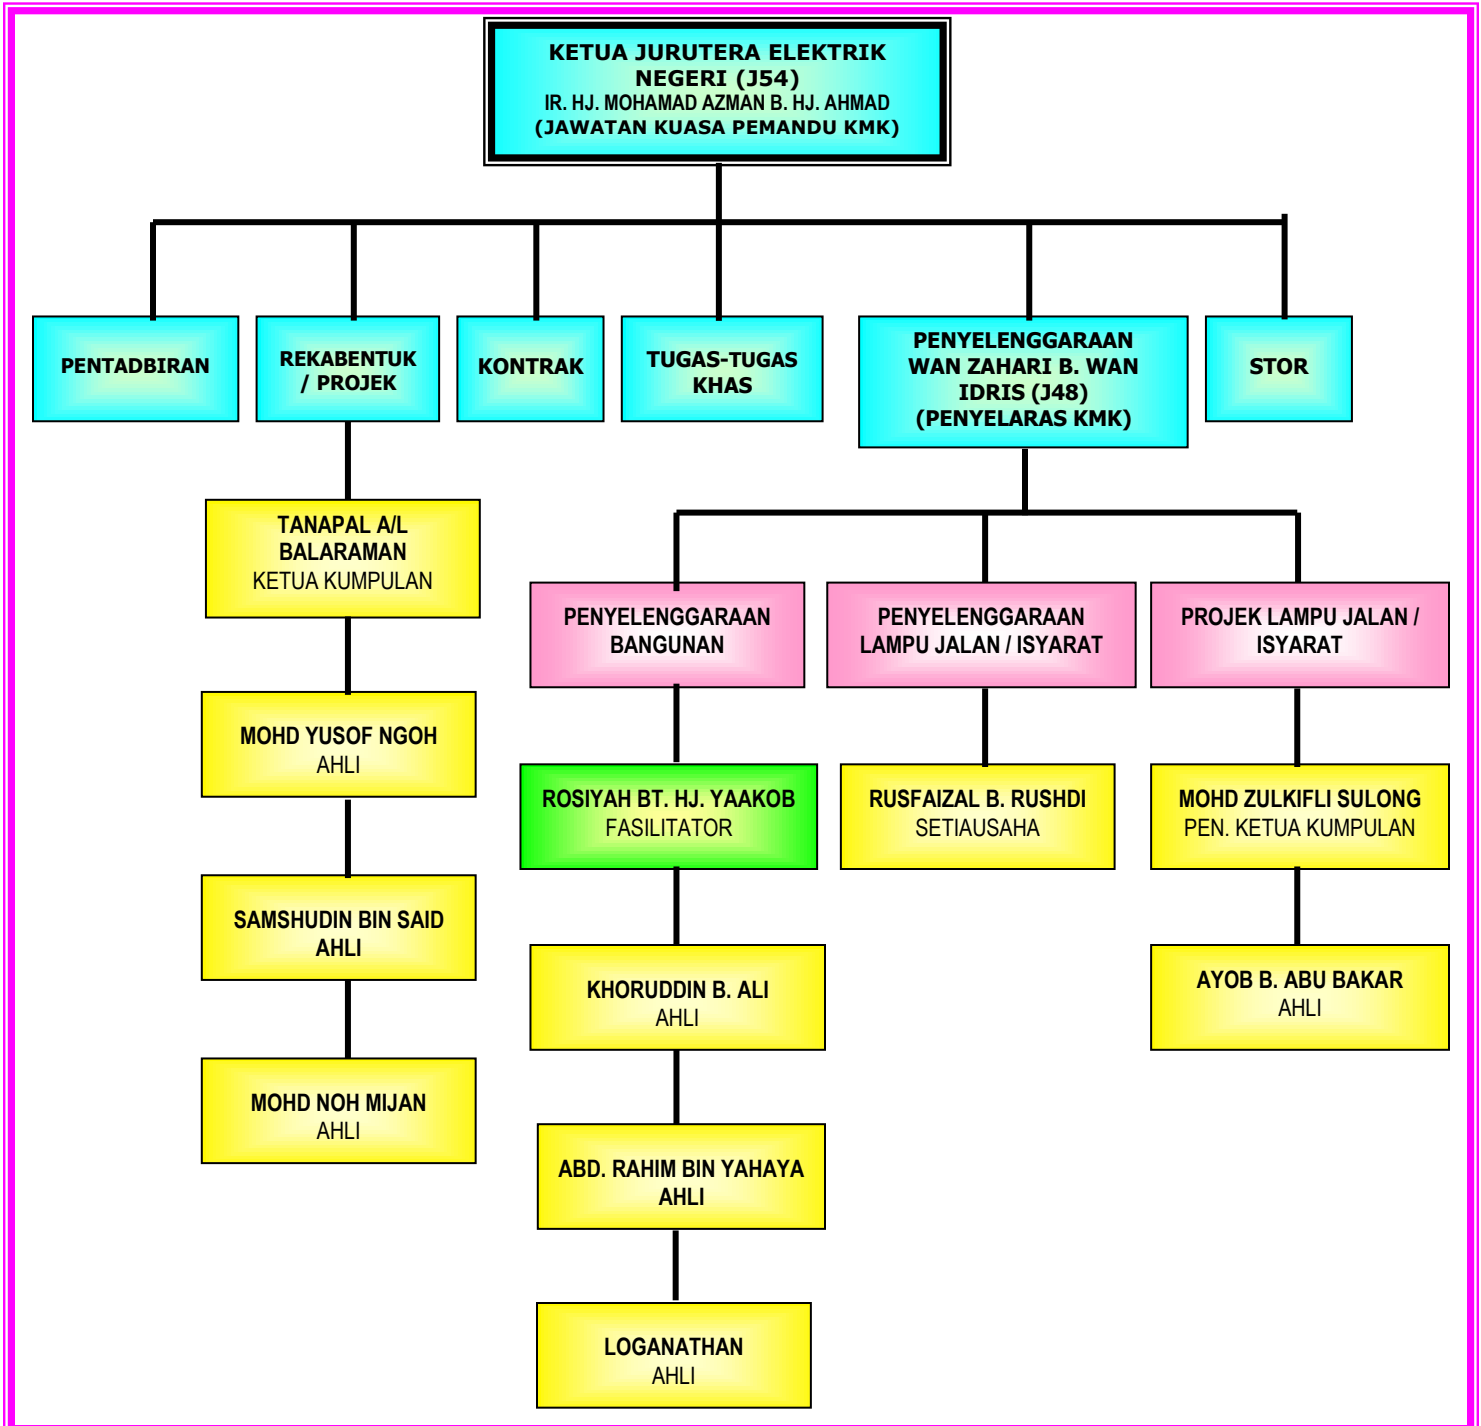 KETUA JURUTERA ELEKTRIK
NEGERI (J54)
IR. HJ. MOHAMAD AZMAN B. HJ. AHMAD
(JAWATAN KUASA PEMANDU KMK)
PENTADBIRAN
REKABENTUK
/ PROJEK
KONTRAK
TUGAS-TUGAS
KHAS
PENYELENGGARAAN
WAN ZAHARI B. WAN
IDRIS (J48)
(PENYELARAS KMK)
STOR
TANAPAL A/L
BALARAMAN
KETUA KUMPULAN
MOHD YUSOF NGOH
AHLI
SAMSHUDIN BIN SAID
AHLI
MOHD NOH MIJAN
AHLI
PENYELENGGARAAN
BANGUNAN
ROSIYAH BT. HJ. YAAKOB
FASILITATOR
KHORUDDIN B. ALI
AHLI
ABD. RAHIM BIN YAHAYA
AHLI
LOGANATHAN
AHLI
PENYELENGGARAAN
LAMPU JALAN / ISYARAT
RUSFAIZAL B. RUSHDI
SETIAUSAHA
PROJEK LAMPU JALAN /
ISYARAT
MOHD ZULKIFLI SULONG
PEN. KETUA KUMPULAN
AYOB B. ABU BAKAR
AHLI